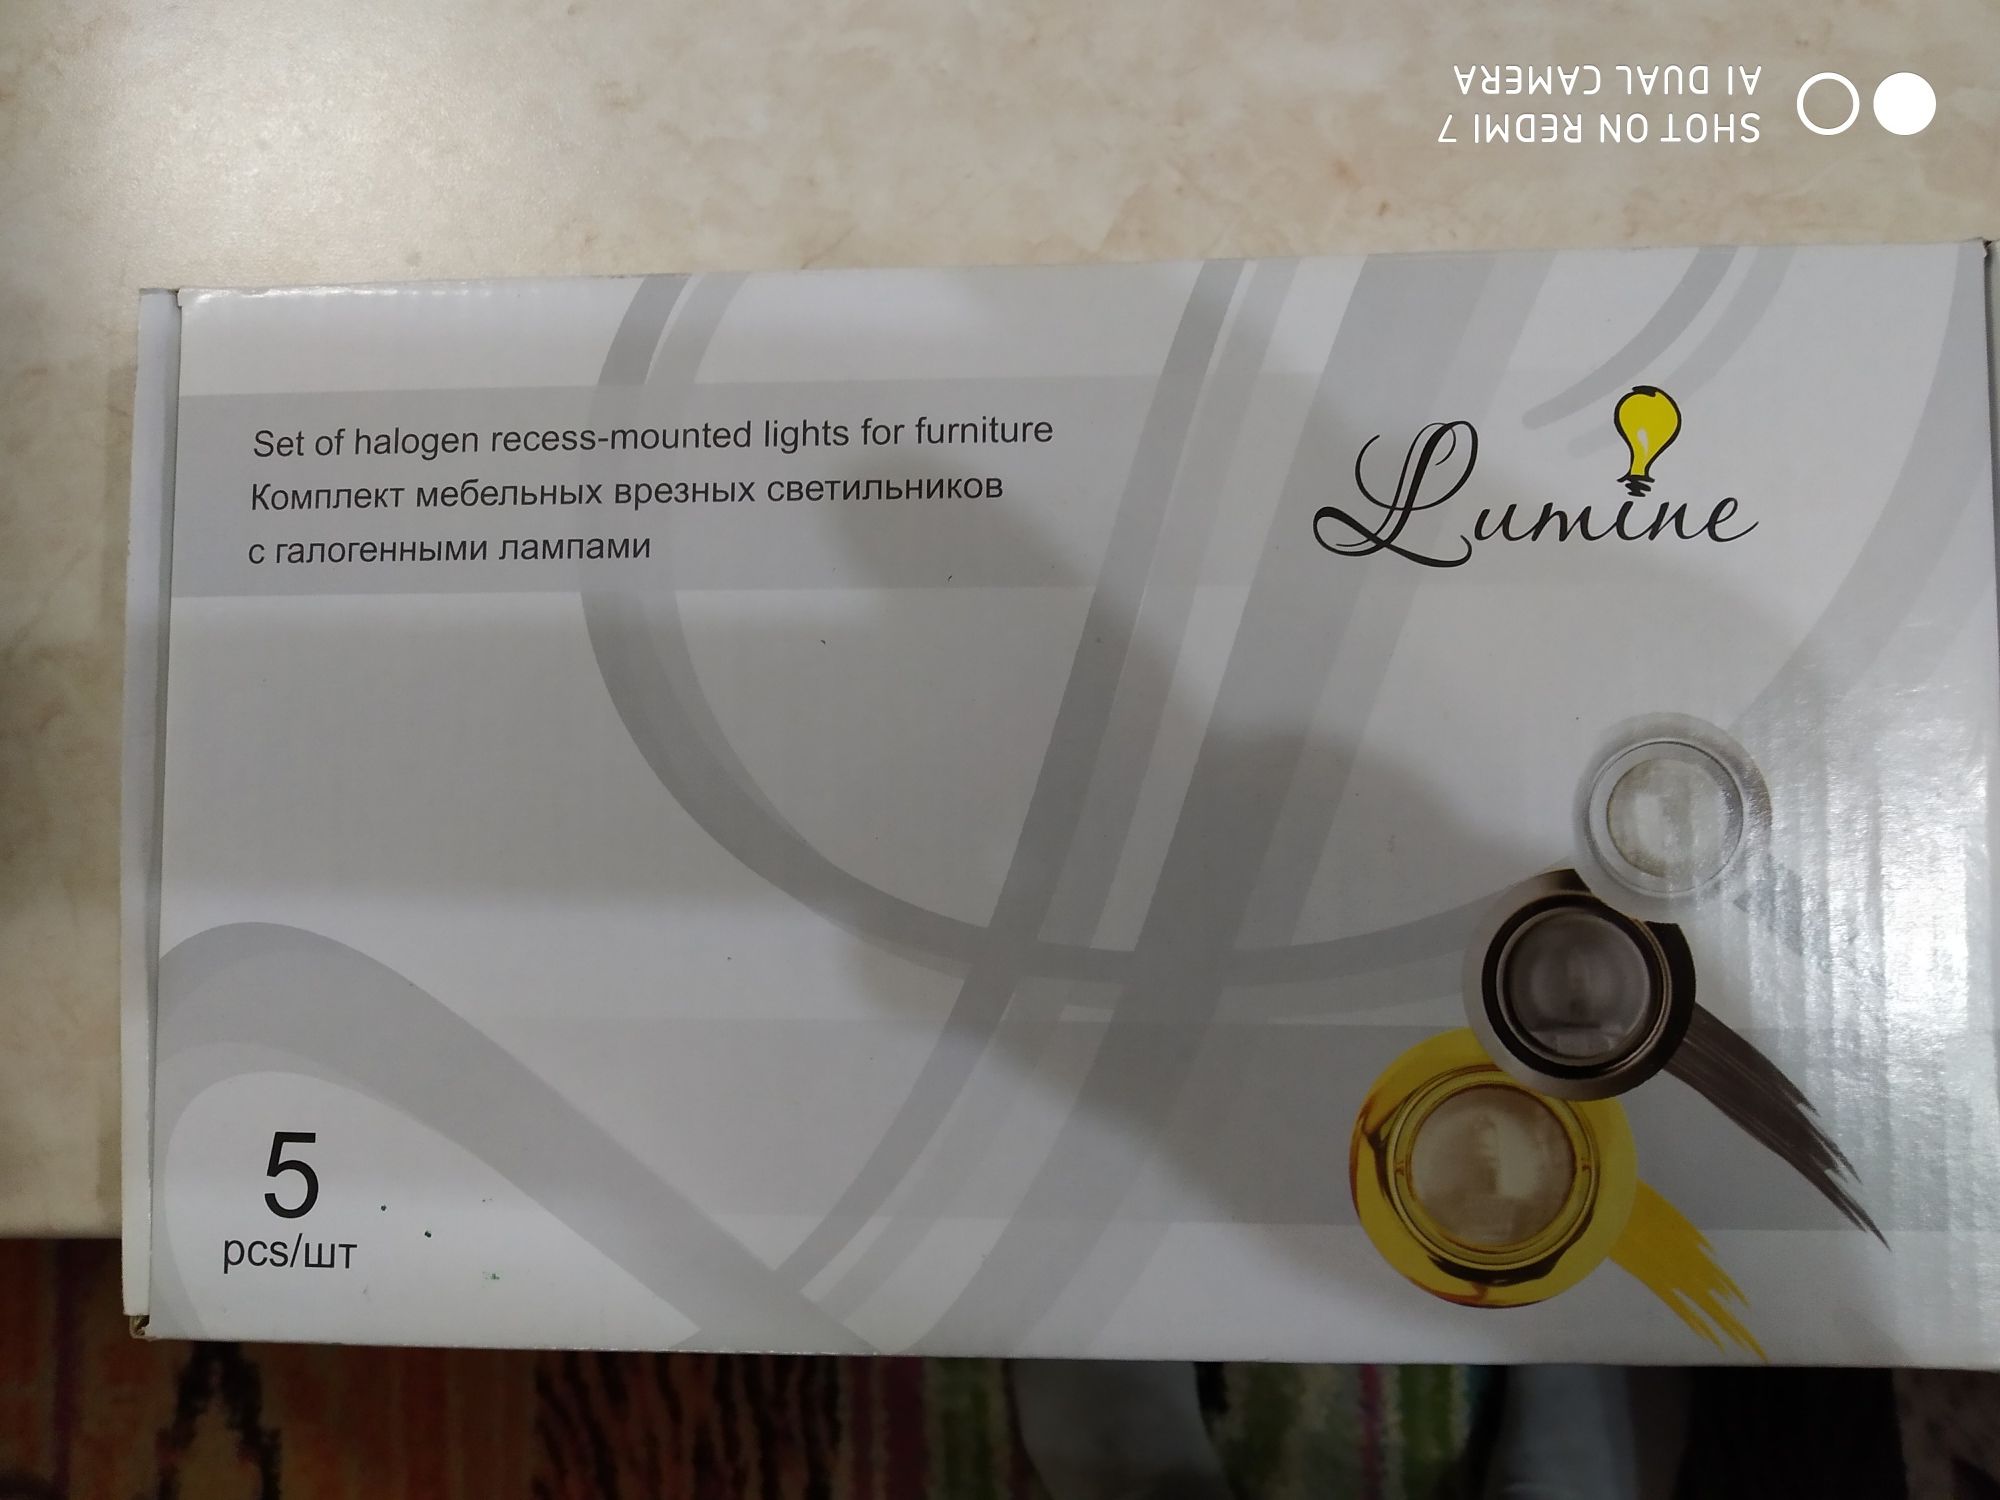 SHOT ON REDMI 7
AI DUAL CAMERA
Set of halogen recess-mounted lights for furniture
Комплект мебельных врезных светильников
с галогенными лампами
Lumine
5
pcs/шт